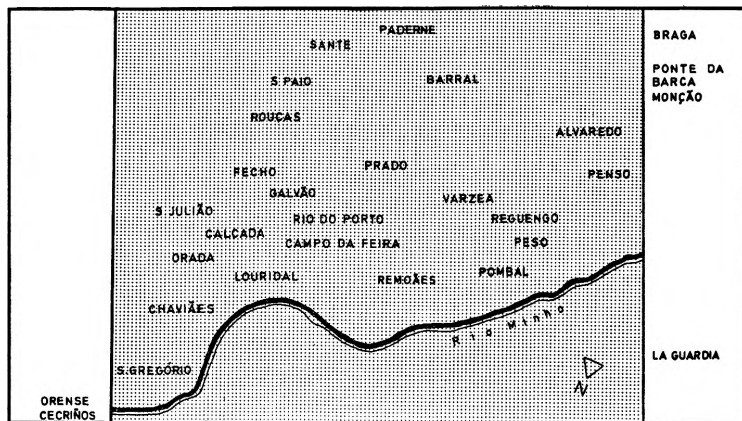 PADERNE
SANTE
BRAGA
S. PAIO
BARRAL
PONTE DA
BARCA
MONÇÃO
ROUÇAS
ALVAREDO
PRADO
FECHO
PENSO
GALVÃO
VARZEA
S JULIÃO
RIO DO PORTO
REGUENGO
CALÇADA
CAMPO DA FEIRA
PESO
ORADA
LOURIDAL
REMOÃES
POMBAL
CHAVIÃES
Rio Minho
LA GUARDIA
S.GREGÓRIO
N
ORENSE
CECRIÑOS